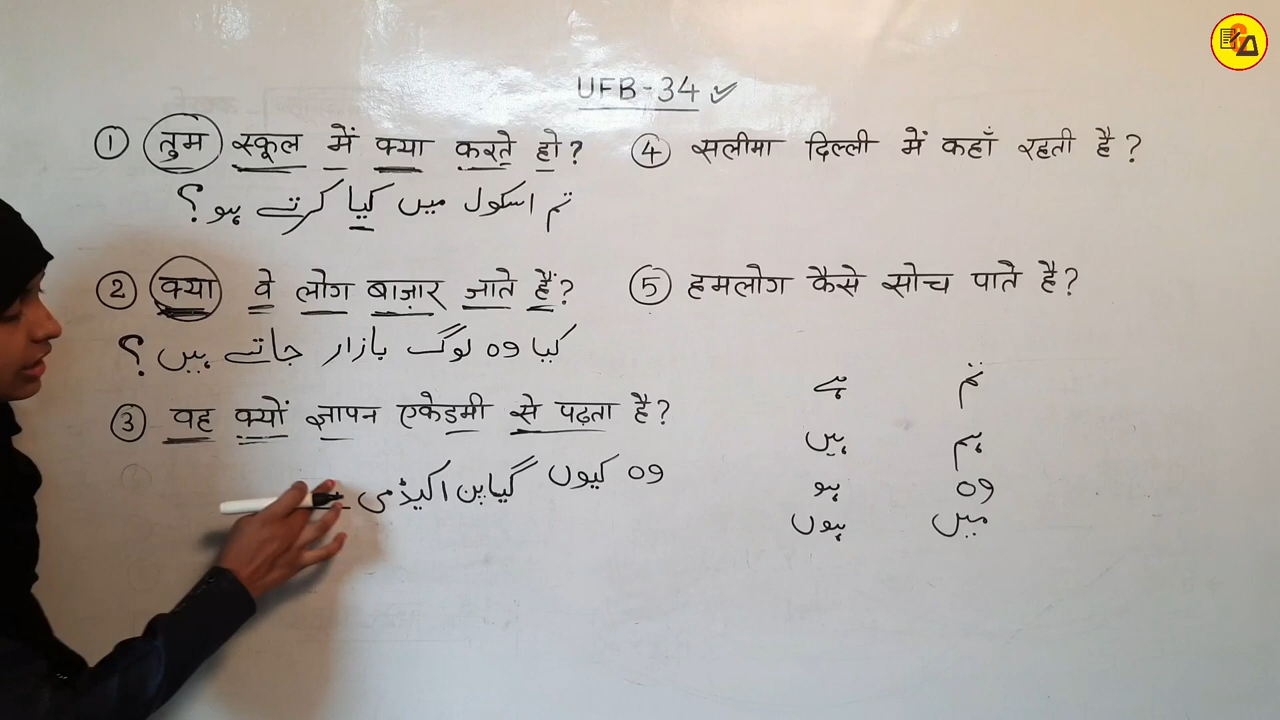 UFB-34 ✓
① तुम स्कूल में क्या करते हो?
تم اسکول میں کیا کرتے ہو؟
② क्या वे लोग बाज़ार जाते हैं?
کیا وہ لوگ بازار جاتے ہیں؟
③ वह क्यों ज्ञापन एकेडमी से पढ़ता है?
وہ کیوں گیاپن اکیڈمی
④ सलीमा दिल्ली में कहाँ रहती है?
⑤ हमलोग कैसे सोच पाते है?
تم ہے
ہم ہیں
وہ ہو
میں ہوں